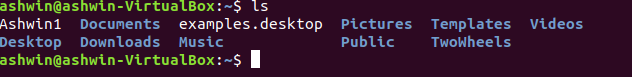 ashwin@ashwin-VirtualBox:~$ ls
Ashwin1 Documents examples.desktop Pictures Templates Videos
Desktop Downloads Music Public TwoWheels
ashwin@ashwin-VirtualBox:~$